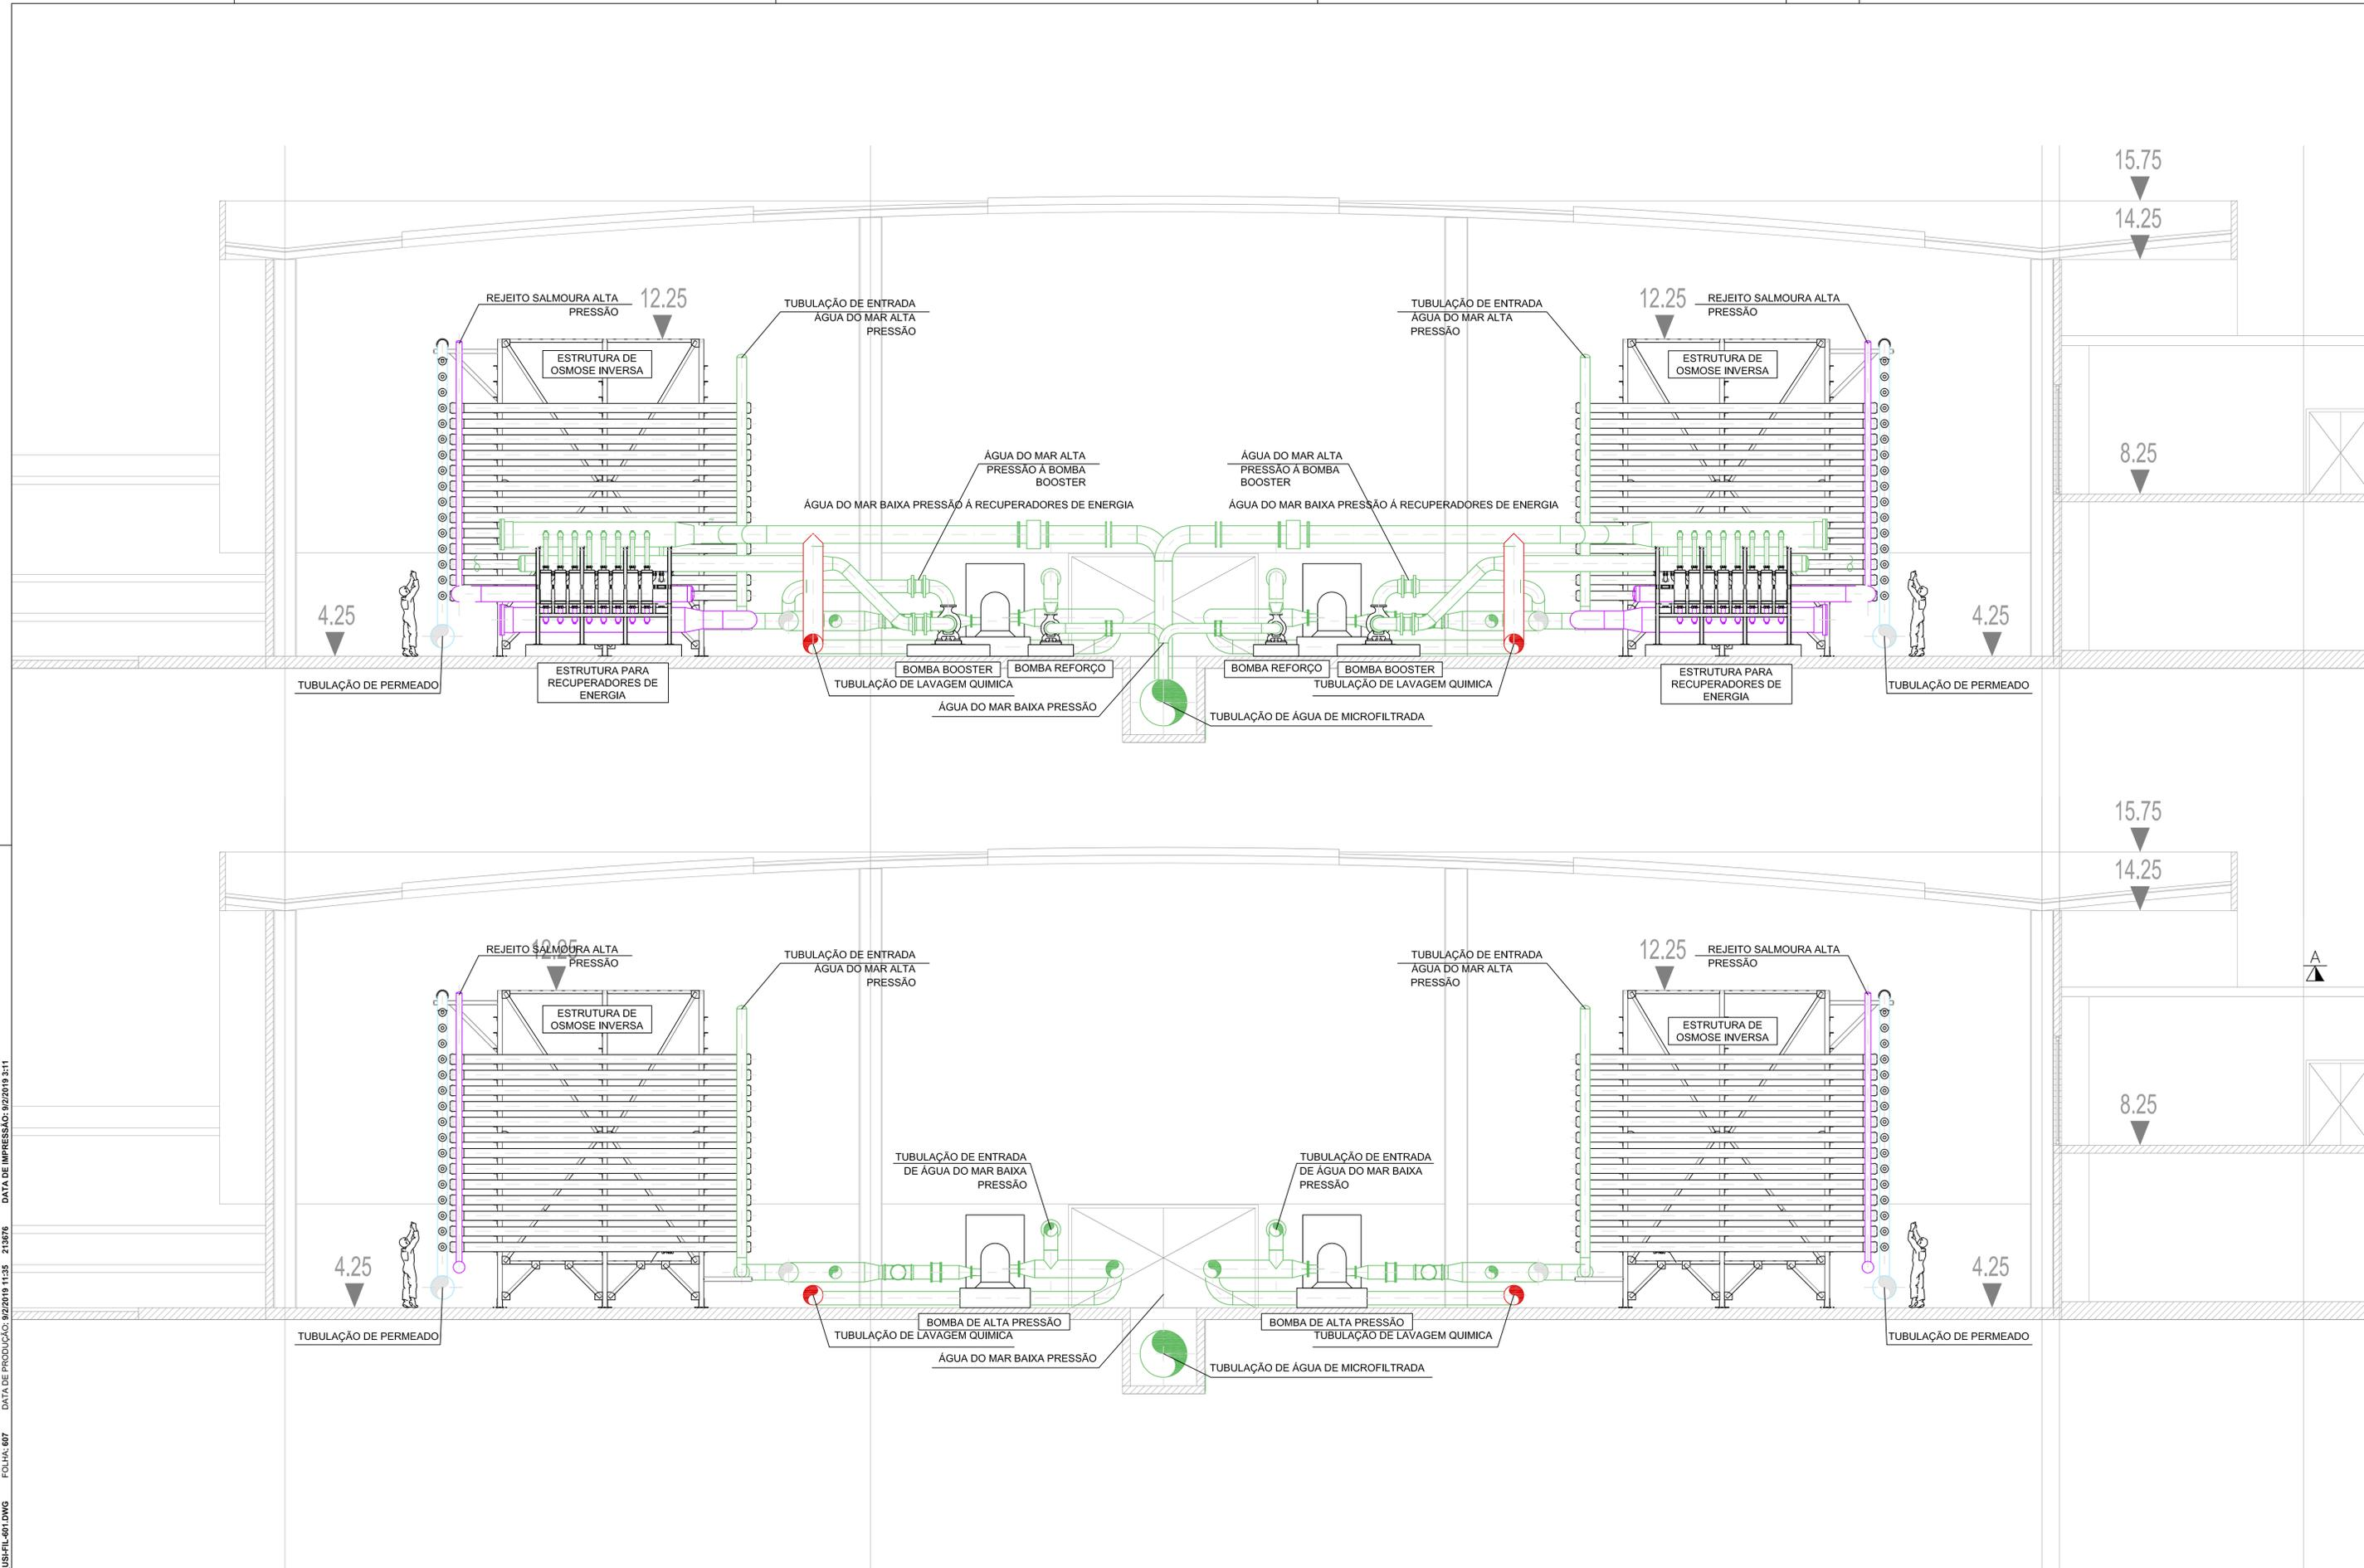 15.75
14.25
REJEITO SALMOURA ALTA
PRESSÃO
12.25
TUBULAÇÃO DE ENTRADA
ÁGUA DO MAR ALTA
PRESSÃO
TUBULAÇÃO DE ENTRADA
ÁGUA DO MAR ALTA
PRESSÃO
12.25
REJEITO SALMOURA ALTA
PRESSÃO
ESTRUTURA DE
OSMOSE INVERSA
ESTRUTURA DE
OSMOSE INVERSA
8.25
ÁGUA DO MAR ALTA
PRESSÃO Á BOMBA
BOOSTER
ÁGUA DO MAR ALTA
PRESSÃO Á BOMBA
BOOSTER
ÁGUA DO MAR BAIXA PRESSÃO Á RECUPERADORES DE ENERGIA
ÁGUA DO MAR BAIXA PRESSÃO Á RECUPERADORES DE ENERGIA
4.25
4.25
BOMBA BOOSTER
BOMBA REFORÇO
BOMBA REFORÇO
BOMBA BOOSTER
ESTRUTURA PARA
RECUPERADORES DE
ENERGIA
ESTRUTURA PARA
RECUPERADORES DE
ENERGIA
TUBULAÇÃO DE PERMEADO
TUBULAÇÃO DE LAVAGEM QUIMICA
TUBULAÇÃO DE LAVAGEM QUIMICA
TUBULAÇÃO DE PERMEADO
ÁGUA DO MAR BAIXA PRESSÃO
TUBULAÇÃO DE ÁGUA DE MICROFILTRADA
15.75
14.25
REJEITO SALMOURA ALTA
PRESSÃO
12.25
TUBULAÇÃO DE ENTRADA
ÁGUA DO MAR ALTA
PRESSÃO
TUBULAÇÃO DE ENTRADA
ÁGUA DO MAR ALTA
PRESSÃO
12.25
REJEITO SALMOURA ALTA
PRESSÃO
A
ESTRUTURA DE
OSMOSE INVERSA
ESTRUTURA DE
OSMOSE INVERSA
8.25
TUBULAÇÃO DE ENTRADA
DE ÁGUA DO MAR BAIXA
PRESSÃO
TUBULAÇÃO DE ENTRADA
DE ÁGUA DO MAR BAIXA
PRESSÃO
4.25
4.25
BOMBA DE ALTA PRESSÃO
BOMBA DE ALTA PRESSÃO
TUBULAÇÃO DE PERMEADO
TUBULAÇÃO DE LAVAGEM QUIMICA
TUBULAÇÃO DE LAVAGEM QUIMICA
TUBULAÇÃO DE PERMEADO
ÁGUA DO MAR BAIXA PRESSÃO
TUBULAÇÃO DE ÁGUA DE MICROFILTRADA
USI-FIL-601.DWG FOLHA: 607 DATA DE PRODUÇÃO: 9/2/2019 11:35 213676 DATA DE IMPRESSÃO: 9/2/2019 3:11